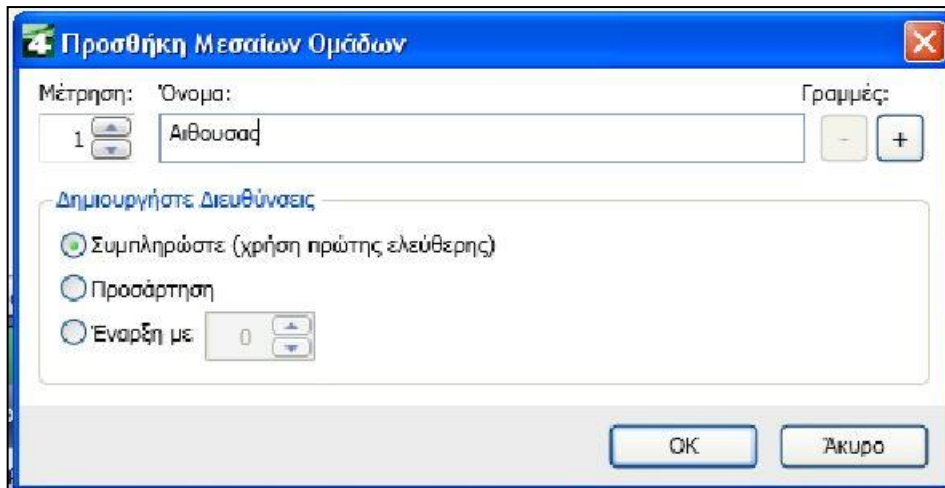 4 Προσθήκη Μεσαίων Ομάδων
Μέτρηση: Όνομα: Γραμμές:
1 Αιθουσας - +
Δημιουργήστε Διευθύνσεις
Συμπληρώστε (χρήση πρώτης ελεύθερης)
Προσάρτηση
Έναρξη με 0
OK Άκυρο